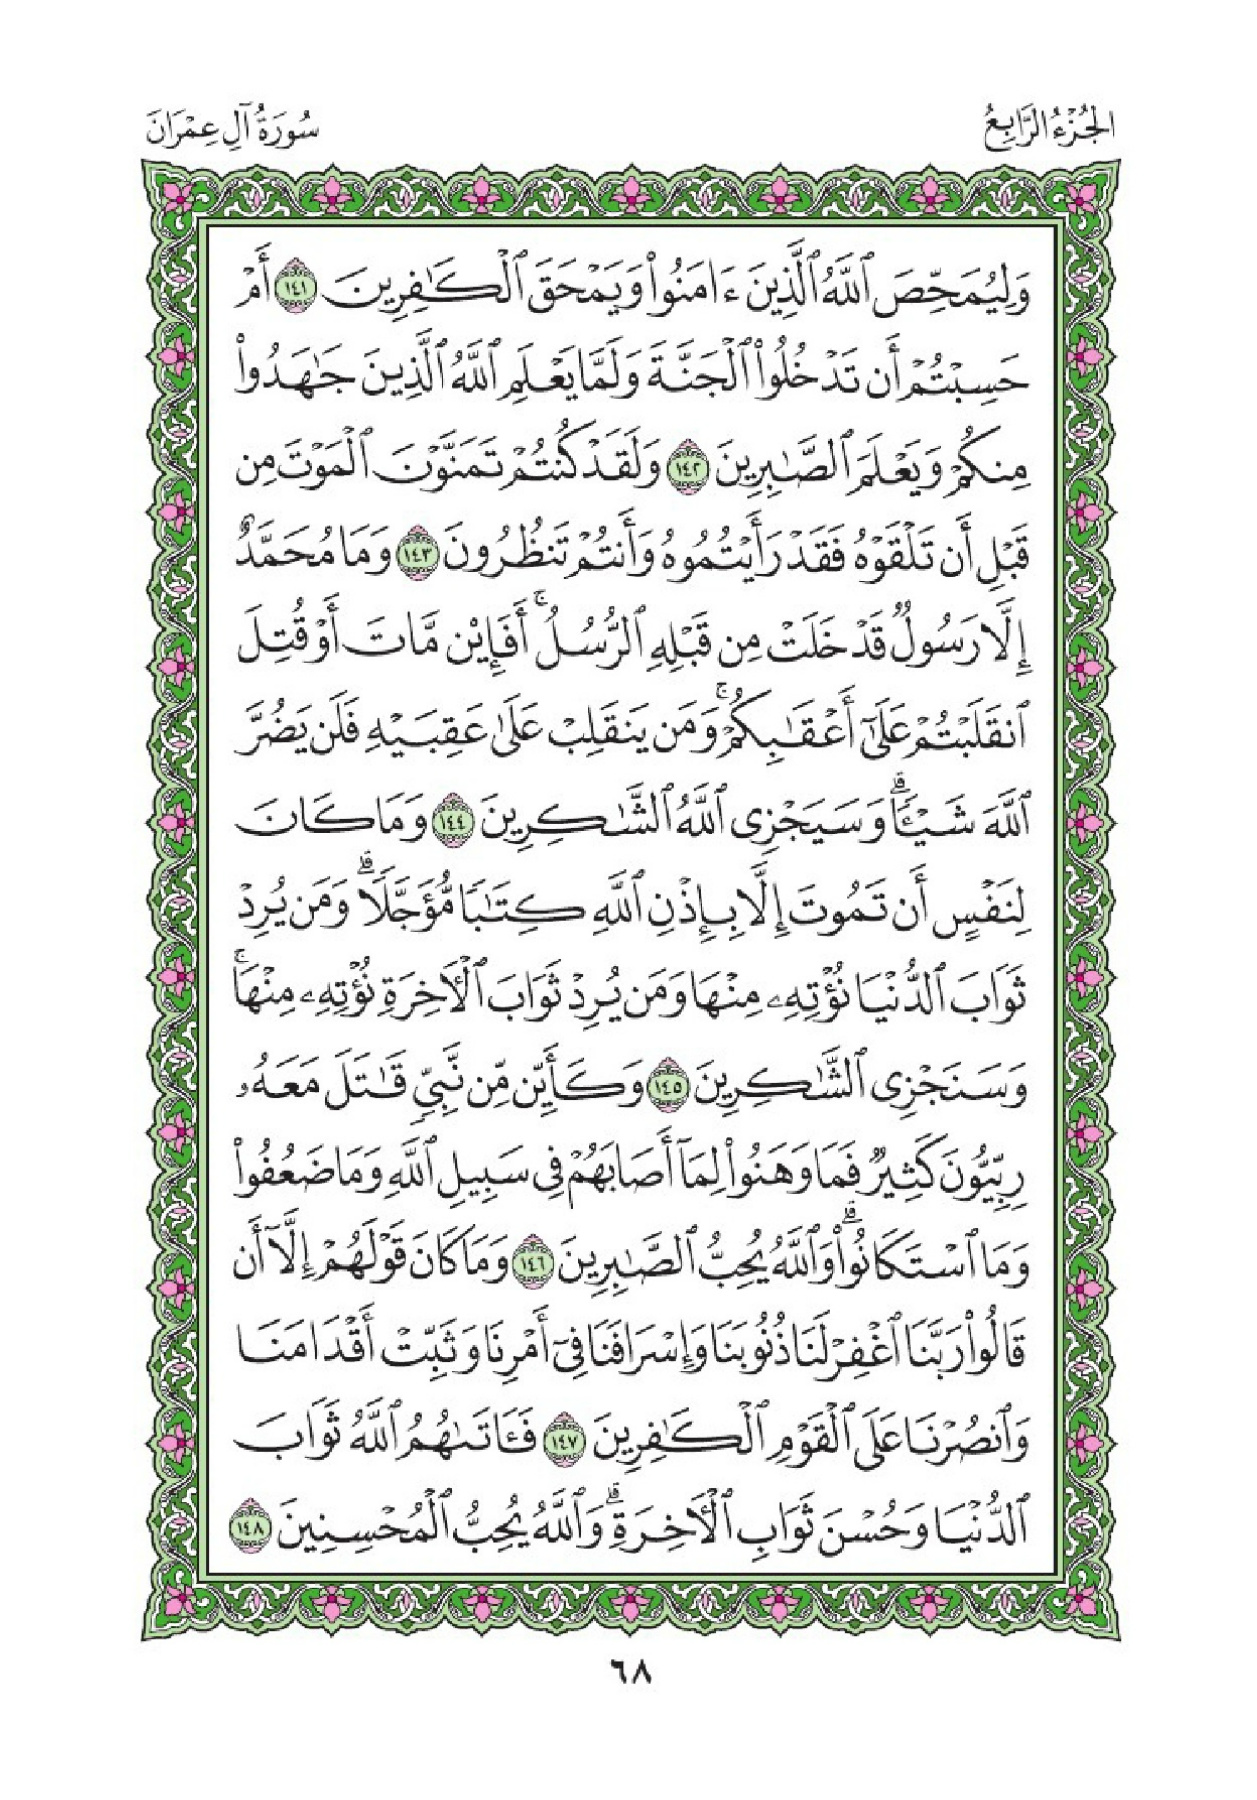 الجُزْءُ الرَّابِعُ
سُورَةُ آلِ عِمْرَانَ
وَلِيُمَحِّصَ ٱللَّهُ ٱلَّذِينَ ءَامَنُوا۟ وَيَمْحَقَ ٱلْكَـٰفِرِينَ ١٤١ أَمْ
حَسِبْتُمْ أَن تَدْخُلُوا۟ ٱلْجَنَّةَ وَلَمَّا يَعْلَمِ ٱللَّهُ ٱلَّذِينَ جَـٰهَدُوا۟
مِنكُمْ وَيَعْلَمَ ٱلصَّـٰبِرِينَ ١٤٢ وَلَقَدْ كُنتُمْ تَمَنَّوْنَ ٱلْمَوْتَ مِن
قَبْلِ أَن تَلْقَوْهُ فَقَدْ رَأَيْتُمُوهُ وَأَنتُمْ تَنظُرُونَ ١٤٣ وَمَا مُحَمَّدٌ
إِلَّا رَسُولٌ قَدْ خَلَتْ مِن قَبْلِهِ ٱلرُّسُلُ ۚ أَفَإِي۟ن مَّاتَ أَوْ قُتِلَ
ٱنقَلَبْتُمْ عَلَىٰٓ أَعْقَـٰبِكُمْ ۚ وَمَن يَنقَلِبْ عَلَىٰ عَقِبَيْهِ فَلَن يَضُرَّ
ٱللَّهَ شَيْـًٔا ۗ وَسَيَجْزِى ٱللَّهُ ٱلشَّـٰكِرِينَ ١٤٤ وَمَا كَانَ
لِنَفْسٍ أَن تَمُوتَ إِلَّا بِإِذْنِ ٱللَّهِ كِتَـٰبًا مُّؤَجَّلًا ۗ وَمَن يُرِدْ
ثَوَابَ ٱلدُّنْيَا نُؤْتِهِۦ مِنْهَا وَمَن يُرِدْ ثَوَابَ ٱلْـَٔاخِرَةِ نُؤْتِهِۦ مِنْهَا ۚ
وَسَنَجْزِى ٱلشَّـٰكِرِينَ ١٤٥ وَكَأَيِّن مِّن نَّبِىٍّ قَـٰتَلَ مَعَهُۥ
رِبِّيُّونَ كَثِيرٌ فَمَا وَهَنُوا۟ لِمَآ أَصَابَهُمْ فِى سَبِيلِ ٱللَّهِ وَمَا ضَعُفُوا۟
وَمَا ٱسْتَكَانُوا۟ ۗ وَٱللَّهُ يُحِبُّ ٱلصَّـٰبِرِينَ ١٤٦ وَمَا كَانَ قَوْلَهُمْ إِلَّآ أَن
قَالُوا۟ رَبَّنَا ٱغْفِرْ لَنَا ذُنُوبَنَا وَإِسْرَافَنَا فِىٓ أَمْرِنَا وَثَبِّتْ أَقْدَامَنَا
وَٱنصُرْنَا عَلَى ٱلْقَوْمِ ٱلْكَـٰفِرِينَ ١٤٧ فَـَٔاتَىٰهُمُ ٱللَّهُ ثَوَابَ
ٱلدُّنْيَا وَحُسْنَ ثَوَابِ ٱلْـَٔاخِرَةِ ۗ وَٱللَّهُ يُحِبُّ ٱلْمُحْسِنِينَ ١٤٨
٦٨